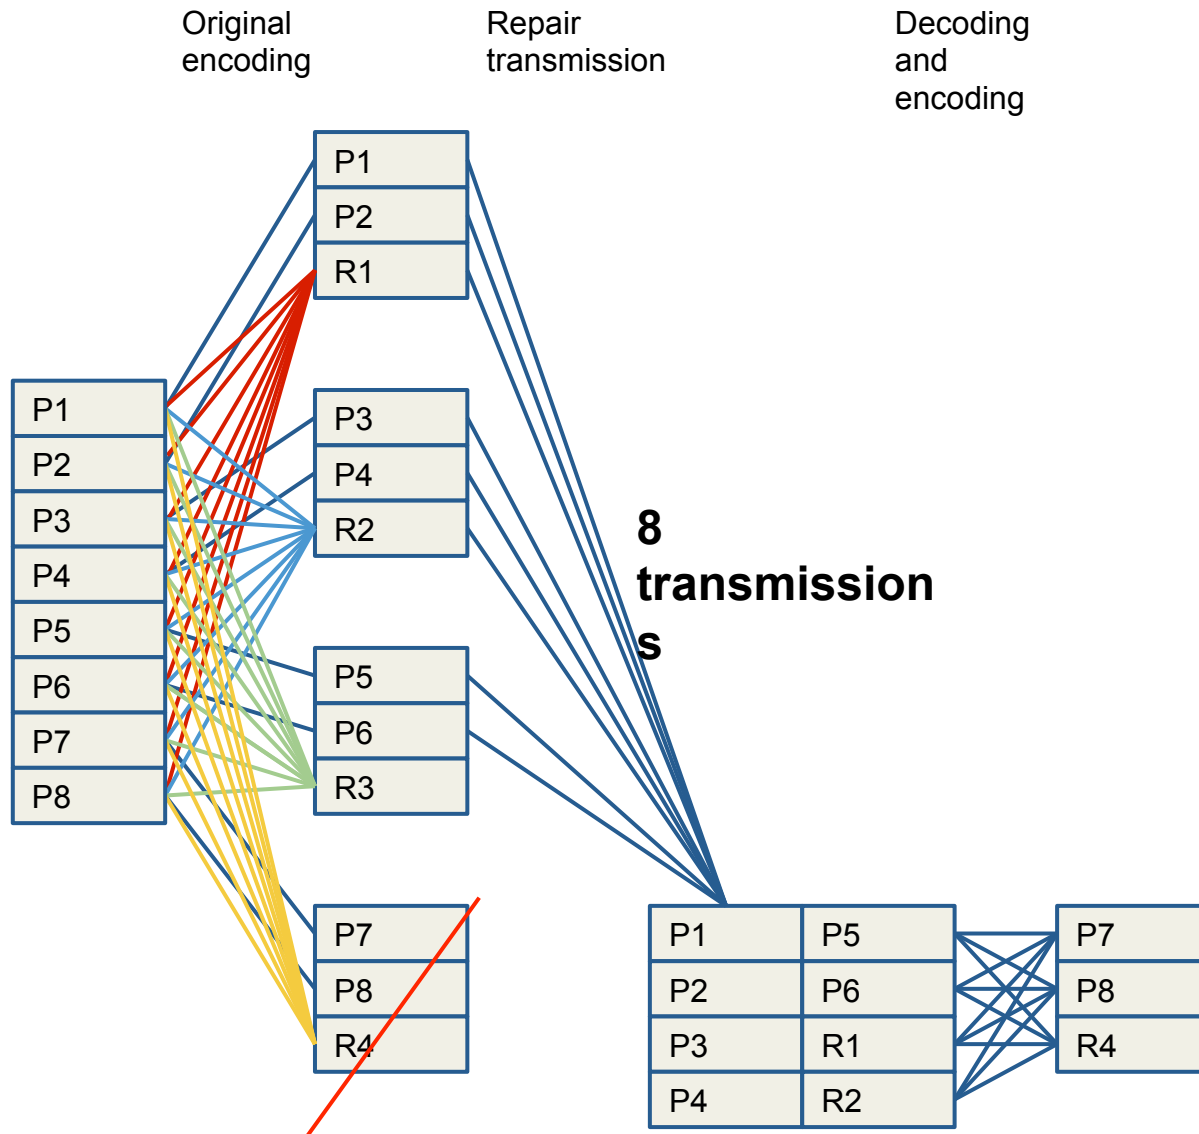 Original
encoding
Repair
transmission
Decoding
and
encoding
P1
P2
R1
P1
P2
P3
P4
P5
P6
P7
P8
P3
P4
R2
8
transmission
s
P5
P6
R3
P7
P8
R4
P1 P5
P2 P6
P3 R1
P4 R2
P7
P8
R4